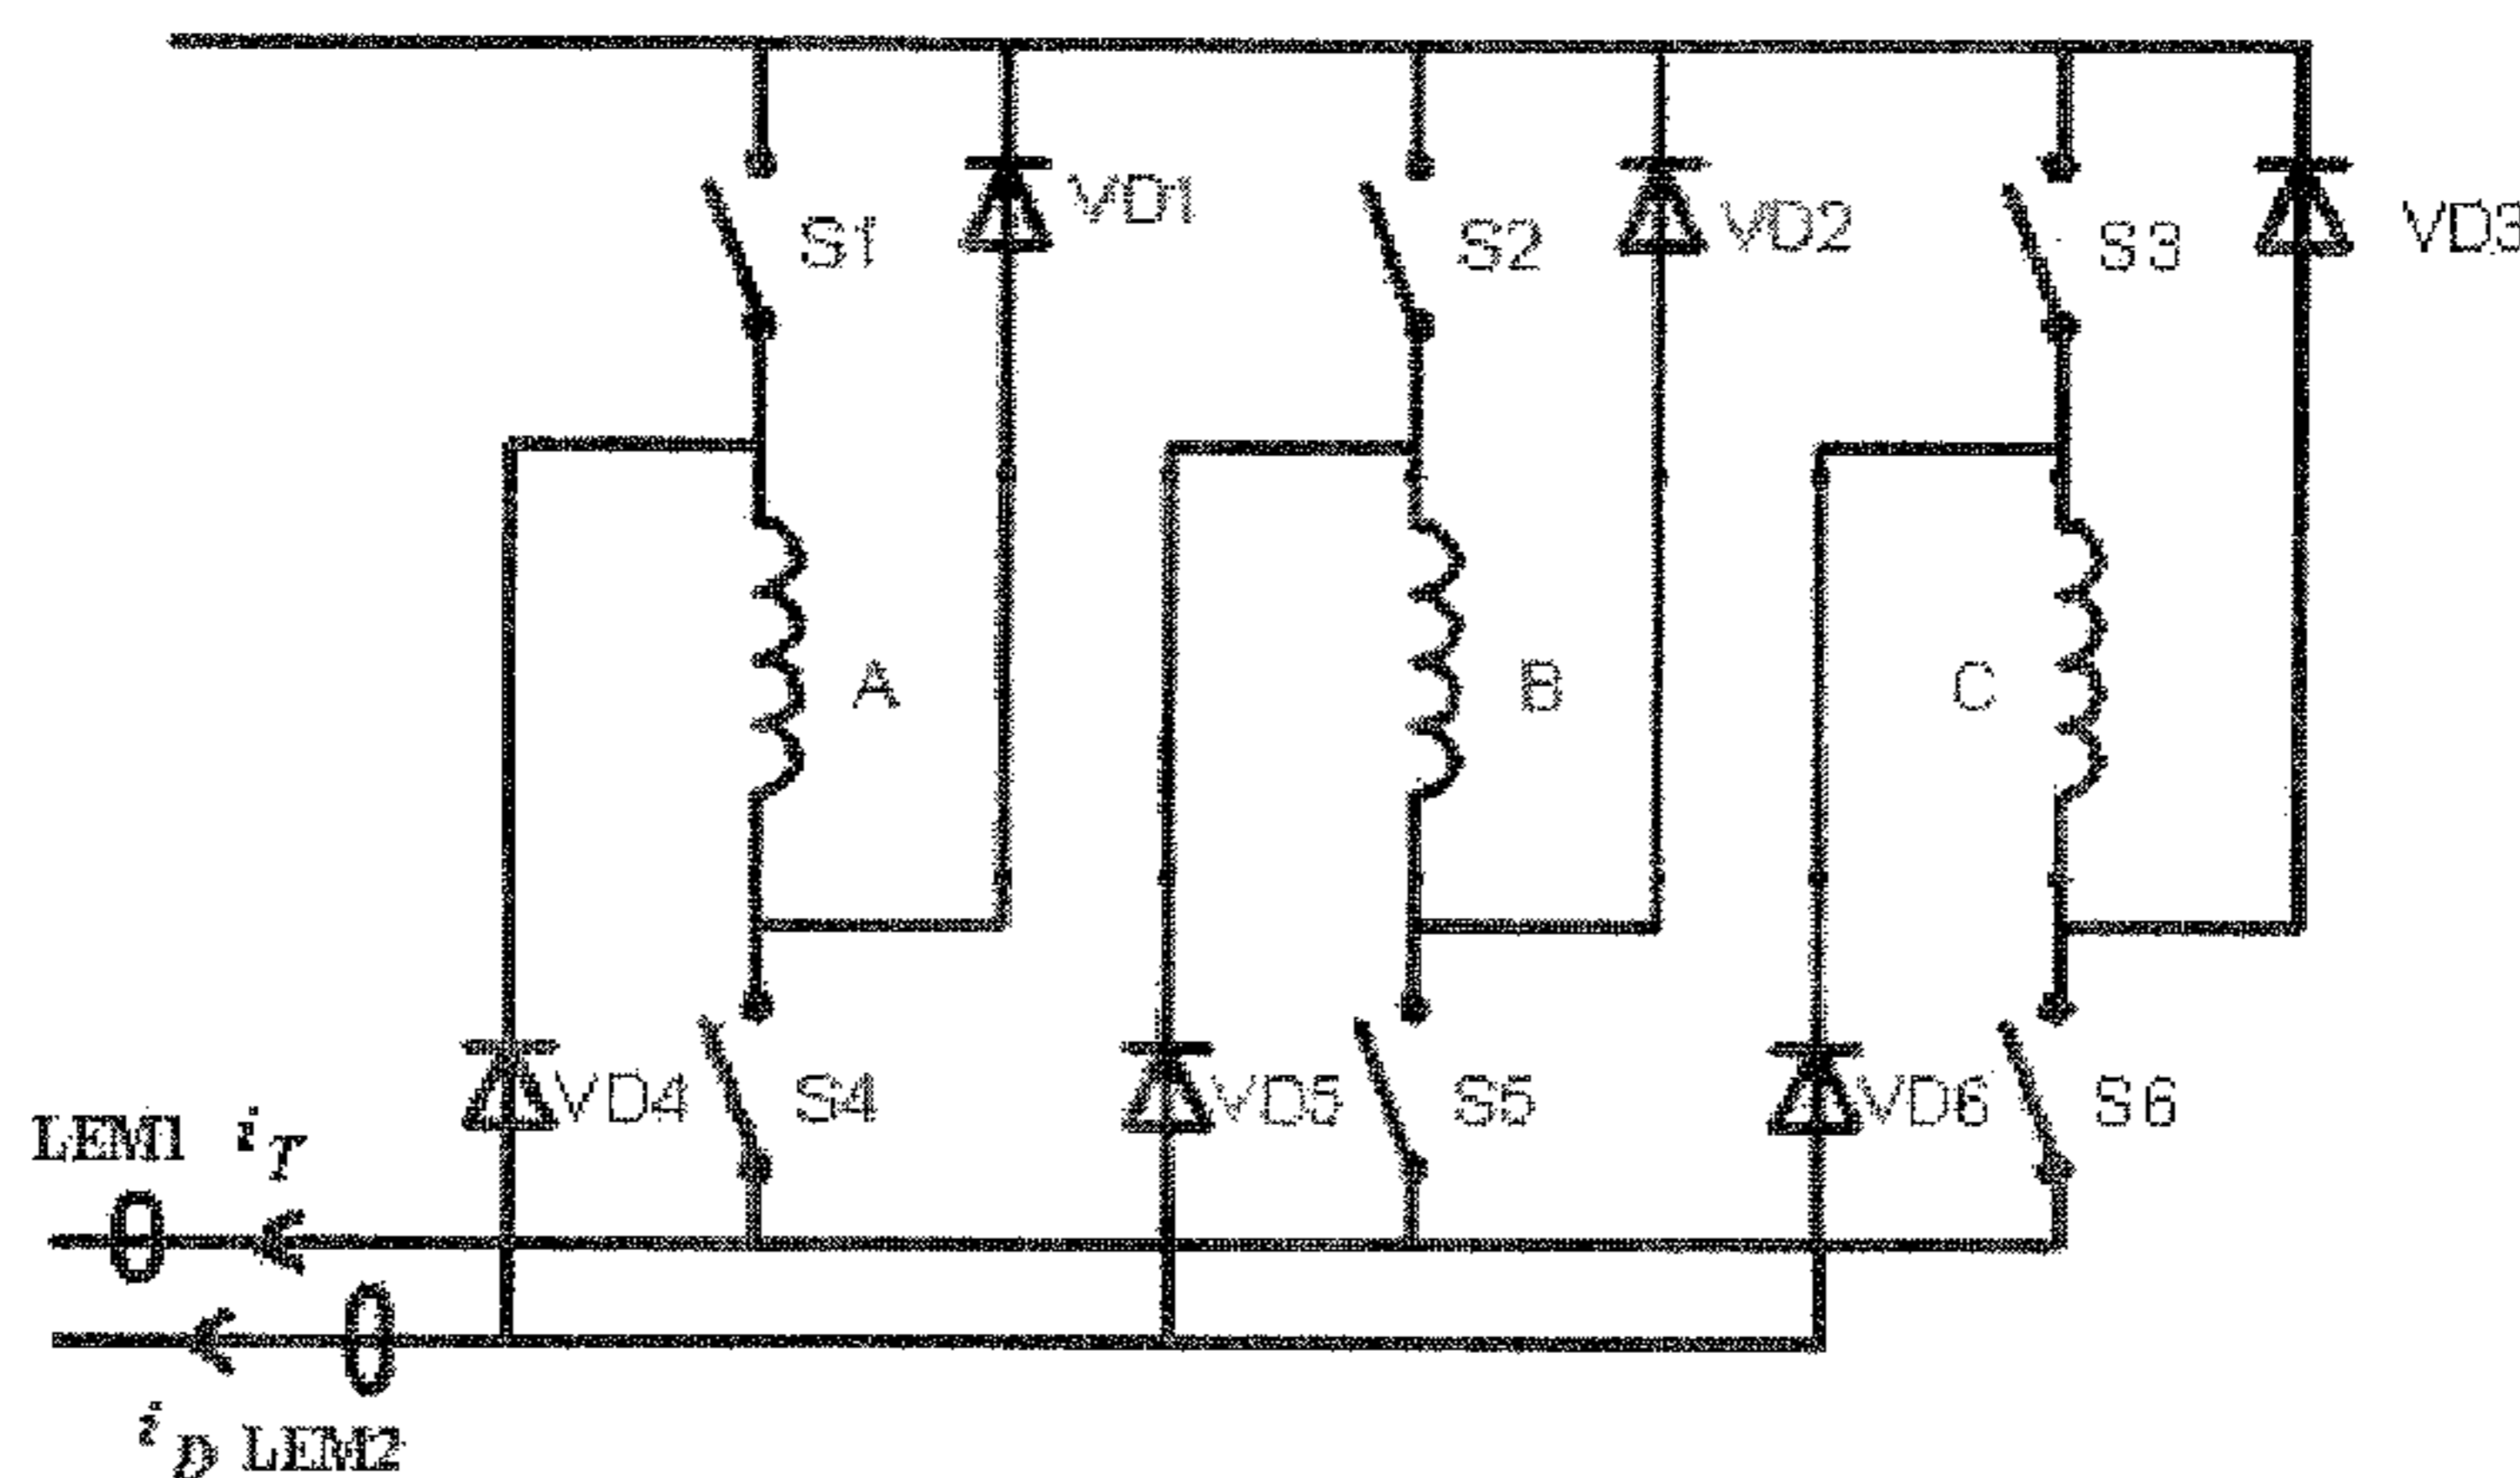 S1 VD1 S2 VD2 S3 VD3
A B C
VD4 S4 VD5 S5 VD6 S6
LEM1 i_T
i_D LEM2